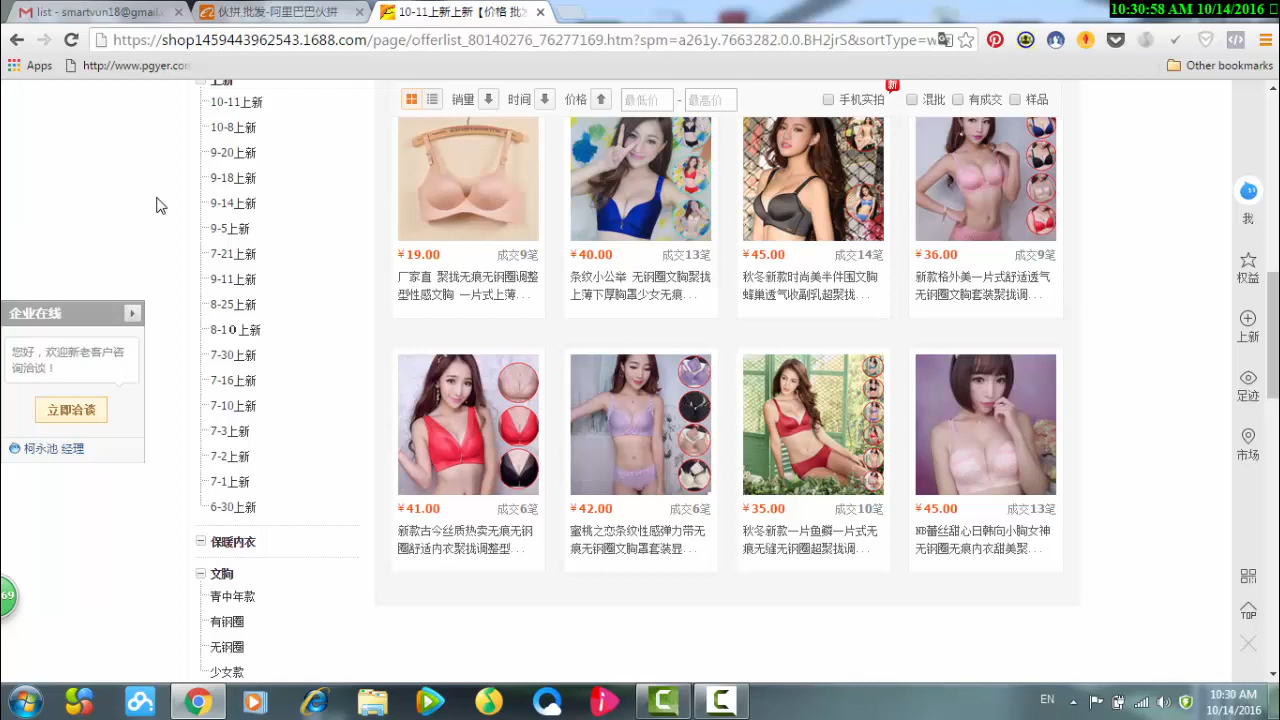 10:30:58 AM 10/14/2016
list - smartvun18@gmail.c
伙拼,批发-阿里巴巴伙拼
10-11上新上新【价格 批发
https://shop1459443962543.1688.com/page/offerlist_80140276_76277169.htm?spm=a261y.7663282.0.0.BH2jrS&sortType=w
Apps
http://www.pgyer.com
Other bookmarks
上新
10-11上新
10-8上新
9-20上新
9-18上新
9-14上新
9-5上新
7-21上新
9-11上新
8-25上新
8-10上新
7-30上新
7-16上新
7-10上新
7-3上新
7-2上新
7-1上新
6-30上新
保暖内衣
文胸
青中年款
有钢圈
无钢圈
少女款
企业在线
您好，欢迎新老客户咨
询洽谈！
立即洽谈
柯永池 经理
69
销量 时间 价格 最低价 - 最高价 手机实拍 新 混批 有成交 样品
¥19.00 成交9笔
厂家直 聚拢无痕无钢圈调整
型性感文胸 一片式上薄...
¥40.00 成交13笔
条纹小公举 无钢圈文胸聚拢
上薄下厚胸罩少女无痕...
¥45.00 成交14笔
秋冬新款时尚美半件围文胸
蜂巢透气收副乳超聚拢...
¥36.00 成交9笔
新款格外美一片式舒适透气
无钢圈文胸套装聚拢调...
¥41.00 成交6笔
新款古今丝质热卖无痕无钢
圈舒适内衣聚拢调整型...
¥42.00 成交6笔
蜜桃之恋条纹性感弹力带无
痕无钢圈文胸罩套装显...
¥35.00 成交10笔
秋冬新款一片鱼鳞一片式无
痕无缝无钢圈超聚拢调...
¥45.00 成交13笔
NB蕾丝甜心日韩向小胸女神
无钢圈无痕内衣甜美聚...
我
权益
上新
足迹
市场
TOP
EN
10:30 AM
10/14/2016